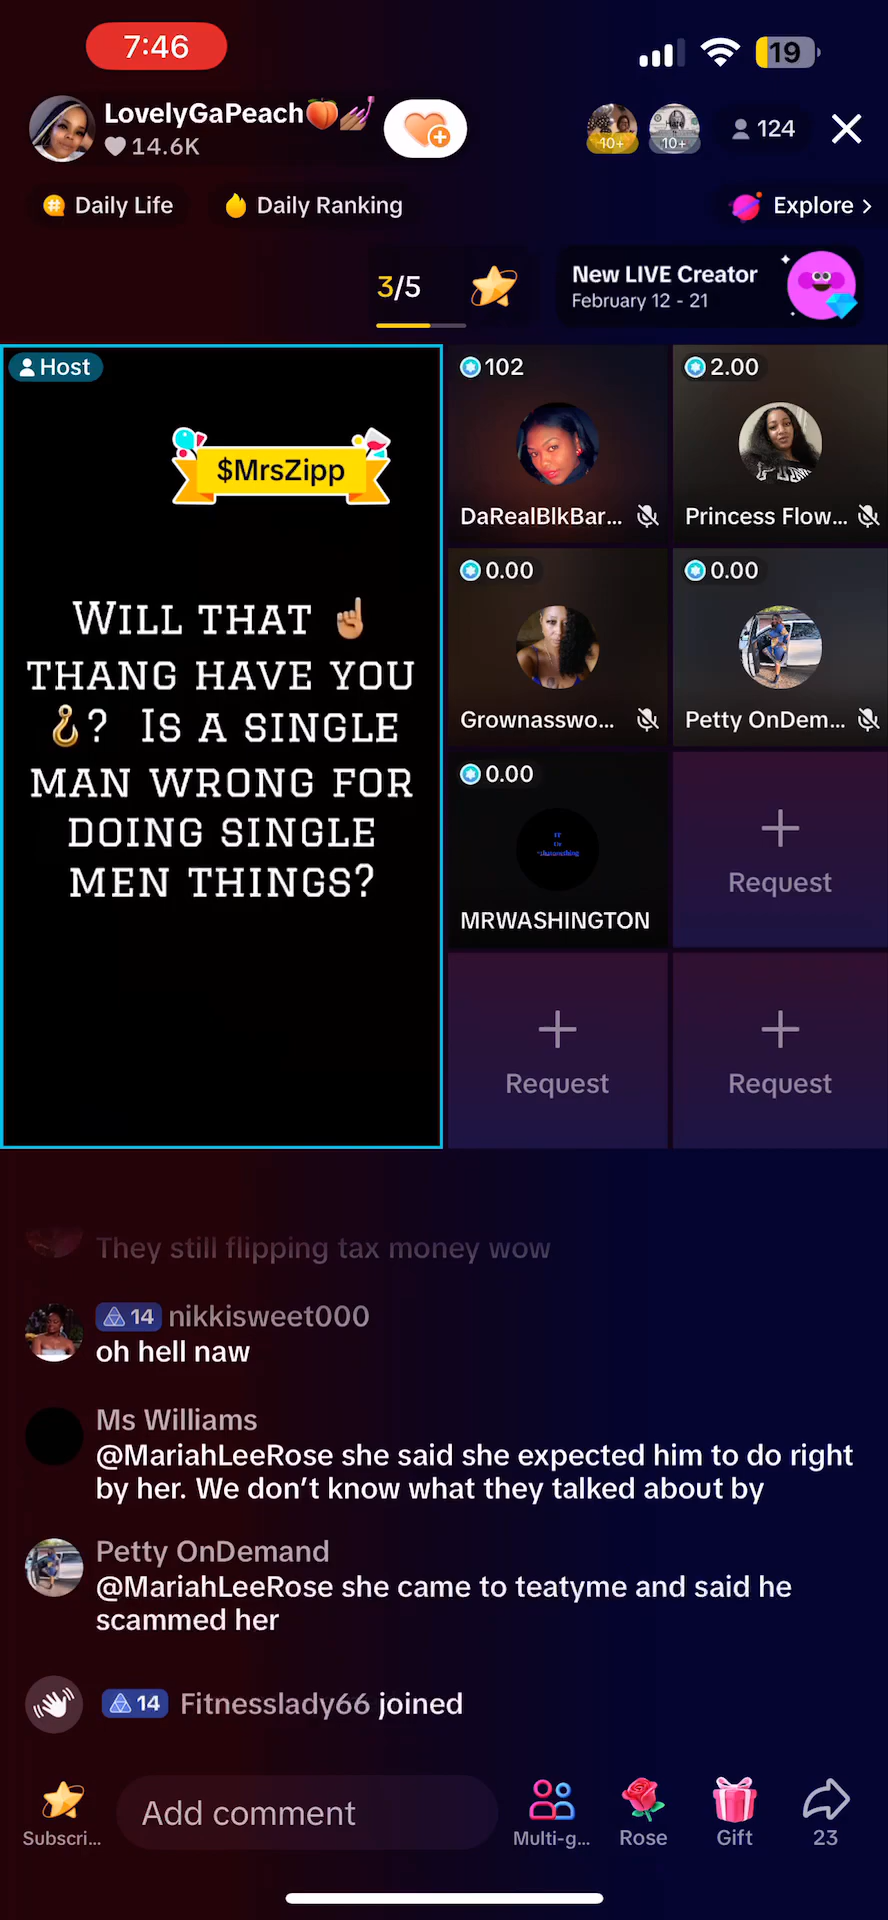 7:46
19
LovelyGaPeach🍑💅🏽
14.6K
10+
10+
124
Daily Life
Daily Ranking
Explore >
3/5
New LIVE Creator
February 12 - 21
Host
$MrsZipp
WILL THAT ☝🏽
THANG HAVE YOU
🪝? IS A SINGLE
MAN WRONG FOR
DOING SINGLE
MEN THINGS?
102
DaRealBlkBar...
2.00
Princess Flow...
0.00
Grownasswo...
0.00
Petty OnDem...
0.00
MRWASHINGTON
Request
Request
Request
They still flipping tax money wow
14 nikkisweet000
oh hell naw
Ms Williams
@MariahLeeRose she said she expected him to do right
by her. We don't know what they talked about by
Petty OnDemand
@MariahLeeRose she came to teatyme and said he
scammed her
14 Fitnesslady66 joined
Subscri...
Add comment
Multi-g...
Rose
Gift
23